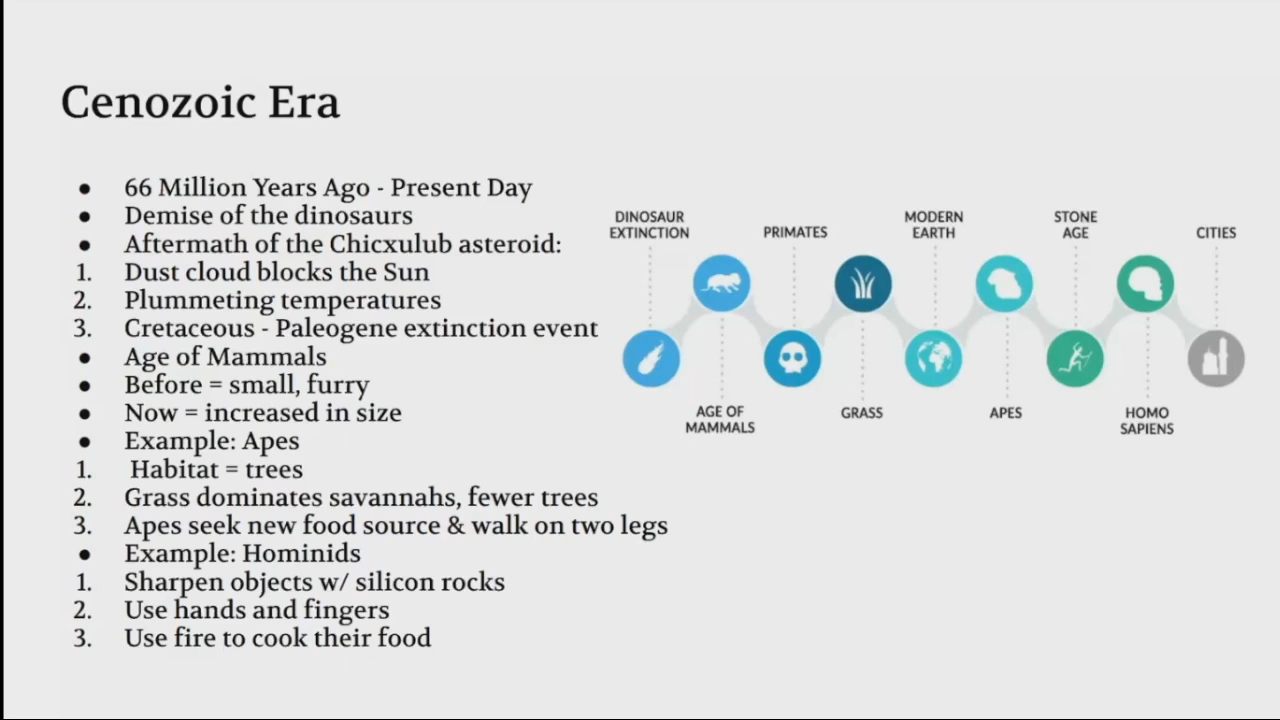 Cenozoic Era
● 66 Million Years Ago - Present Day
● Demise of the dinosaurs
● Aftermath of the Chicxulub asteroid:
1. Dust cloud blocks the Sun
2. Plummeting temperatures
3. Cretaceous - Paleogene extinction event
● Age of Mammals
● Before = small, furry
● Now = increased in size
● Example: Apes
1. Habitat = trees
2. Grass dominates savannahs, fewer trees
3. Apes seek new food source & walk on two legs
● Example: Hominids
1. Sharpen objects w/ silicon rocks
2. Use hands and fingers
3. Use fire to cook their food
DINOSAUR
EXTINCTION
AGE OF
MAMMALS
PRIMATES
GRASS
MODERN
EARTH
APES
STONE
AGE
HOMO
SAPIENS
CITIES